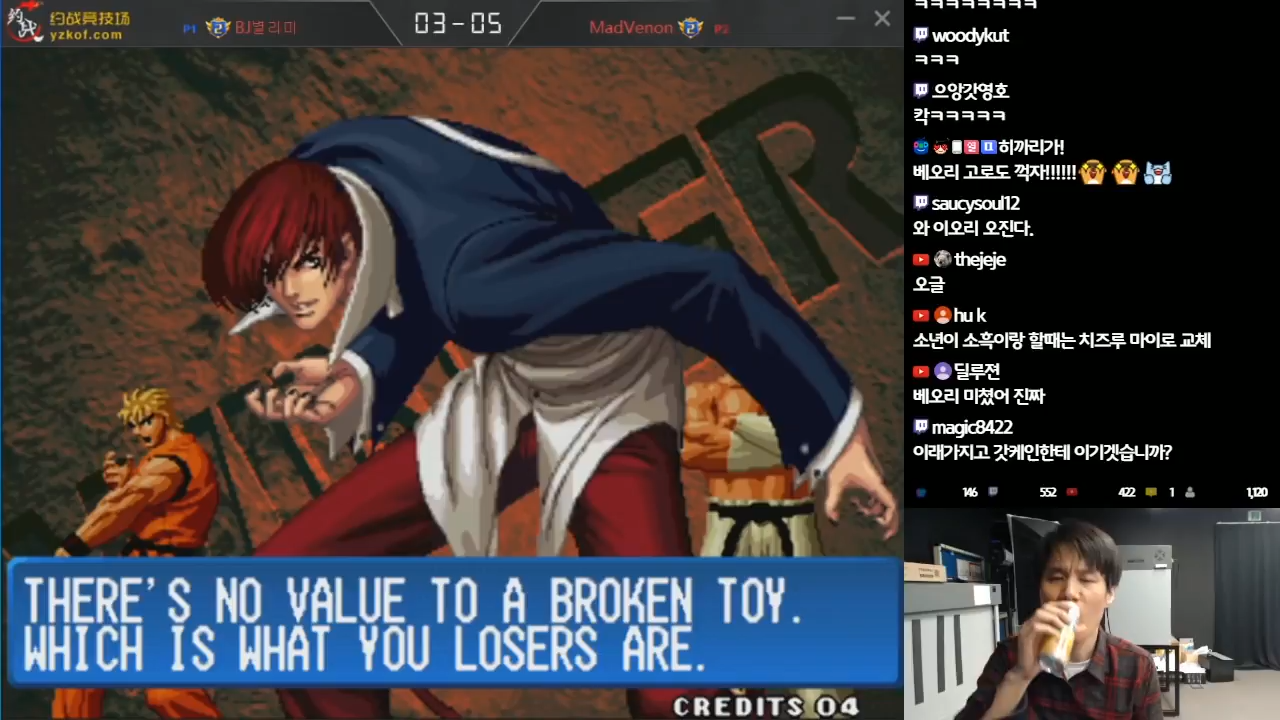 约战竞技场
yzkof.com
P1
2
BJ별리미
03-05
MadVenon
2
P2
THERE'S NO VALUE TO A BROKEN TOY.
WHICH IS WHAT YOU LOSERS ARE.
CREDITS 04
ㅋㅋㅋㅋㅋㅋㅋㅋ
woodykut
ㅋㅋㅋ
으앙갓영호
칵ㅋㅋㅋㅋㅋ
열 히까리가!
베오리 고로도 꺽자!!!!!!
saucysoul12
와 이오리 오진다.
thejeje
오글
hu k
소년이 소흑이랑 할때는 치즈루 마이로 교체
딜루젼
베오리 미쳤어 진짜
magic8422
이래가지고 갓케인한테 이기겟습니까?
146 552 422 1 1,120